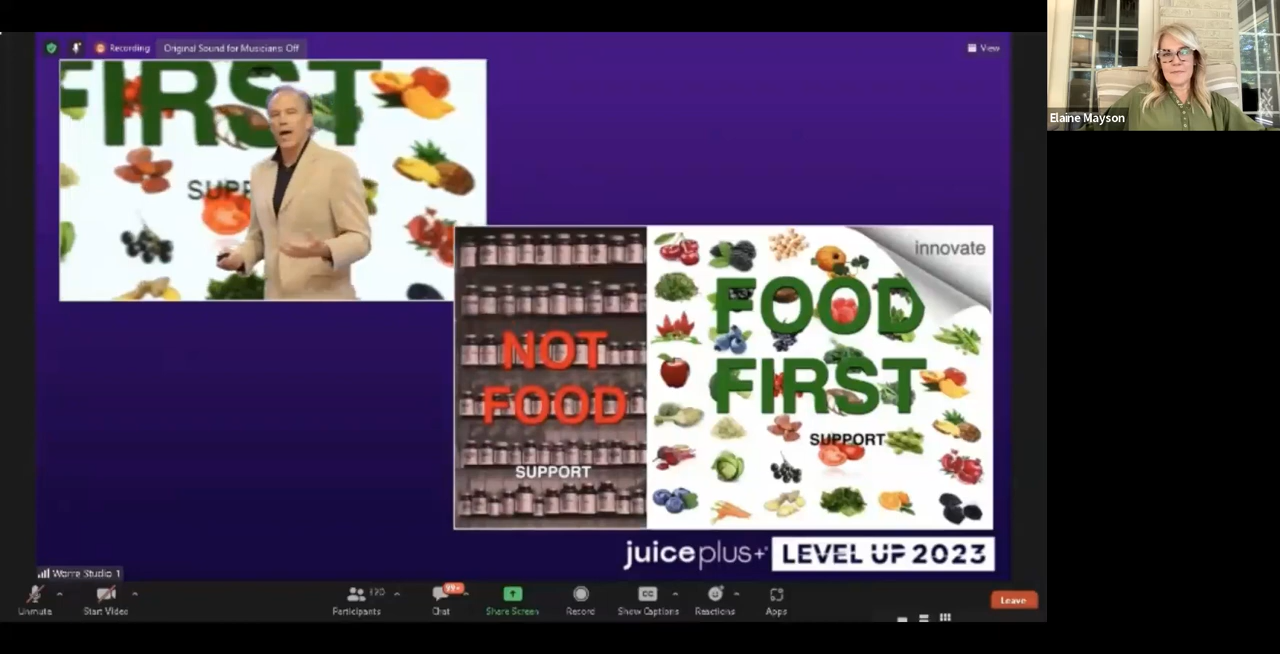 Recording
Original Sound for Musicians: Off
View
Elaine Mayson
FIRST
SUPP
innovate
NOT
FOOD
SUPPORT
FOOD
FIRST
SUPPORT
juice plus+
LEVEL UP 2023
Warre Studio 1
Unmute
Start Video
Participants
Chat
99+
Share Screen
Record
CC
Show Captions
Reactions
Apps
Leave